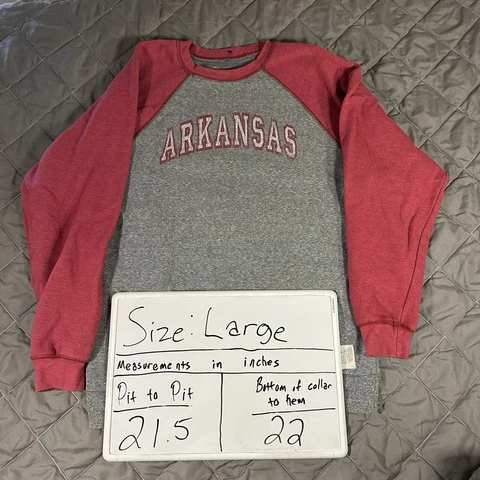 ARKANSAS
Size: Large
Measurements in inches
Pit to Pit
21.5
Bottom of collar
to hem
22